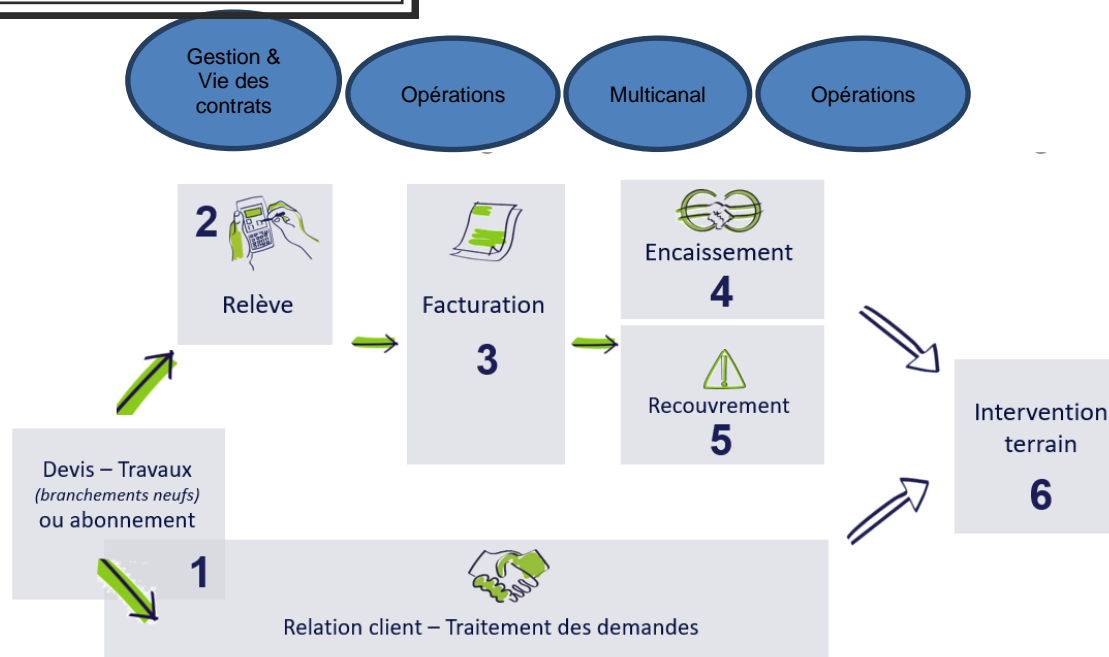 Gestion &
Vie des
contrats
Opérations
Multicanal
Opérations
2
Relève
Facturation
3
Encaissement
4
Recouvrement
5
Intervention
terrain
6
Devis – Travaux
(branchements neufs)
ou abonnement
1
Relation client – Traitement des demandes